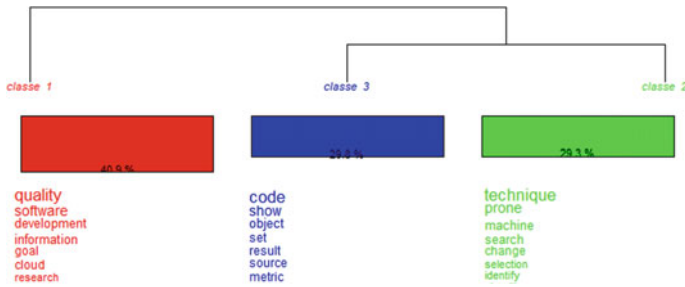 classe 1
classe 3
classe 2
40.9 %
29.8 %
29.3 %
quality
software
development
information
goal
cloud
research
code
show
object
set
result
source
metric
technique
prone
machine
search
change
selection
identify